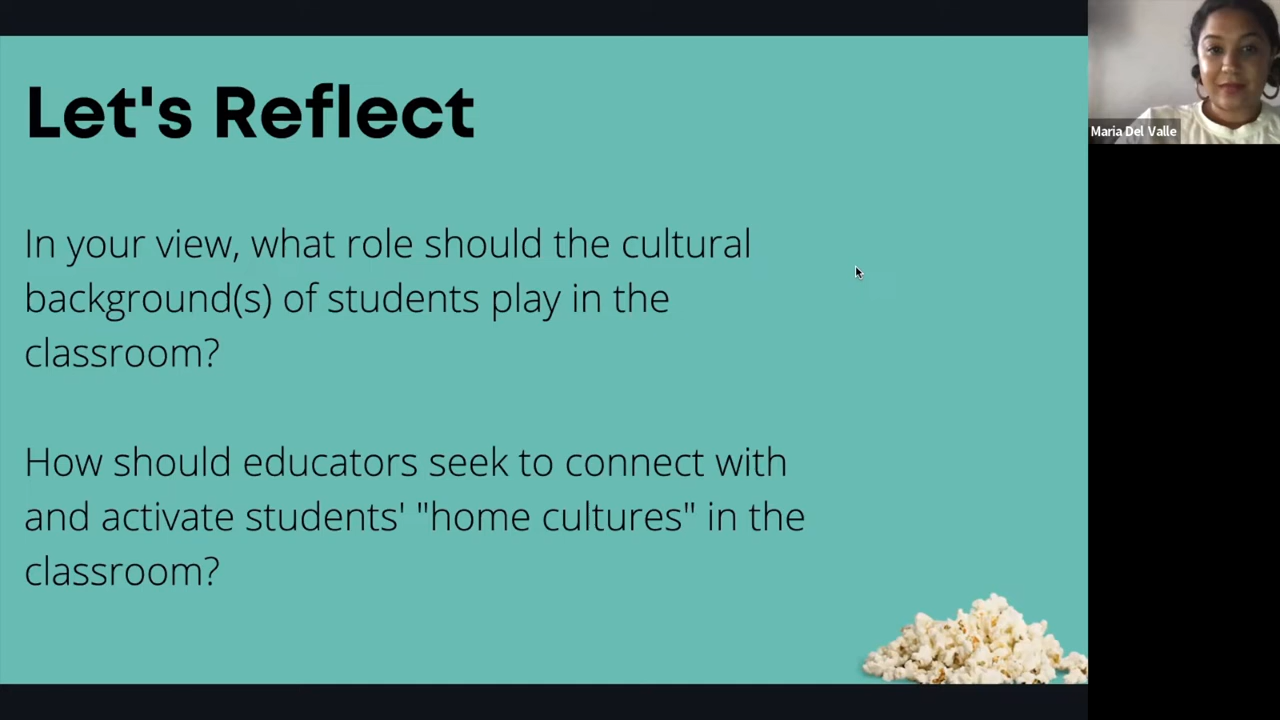 Let's Reflect
In your view, what role should the cultural
background(s) of students play in the
classroom?
How should educators seek to connect with
and activate students' "home cultures" in the
classroom?
Maria Del Valle